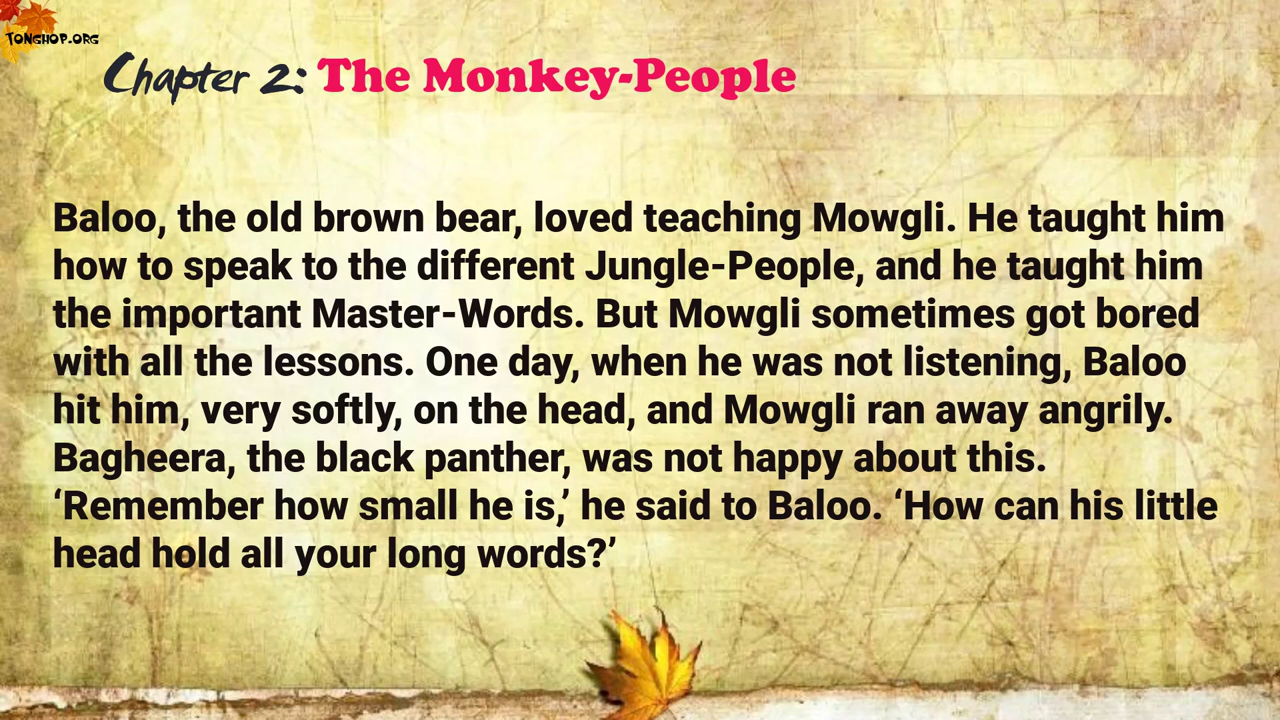 TONGHOP.ORG
Chapter 2: The Monkey-People
Baloo, the old brown bear, loved teaching Mowgli. He taught him
how to speak to the different Jungle-People, and he taught him
the important Master-Words. But Mowgli sometimes got bored
with all the lessons. One day, when he was not listening, Baloo
hit him, very softly, on the head, and Mowgli ran away angrily.
Bagheera, the black panther, was not happy about this.
‘Remember how small he is,’ he said to Baloo. ‘How can his little
head hold all your long words?’